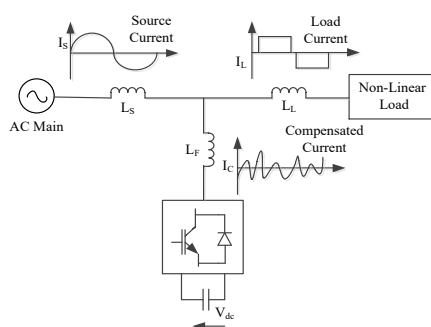 Source
Current
I_S
Load
Current
I_L
L_S
L_L
Non-Linear
Load
AC Main
L_F
Compensated
Current
I_C
V_dc